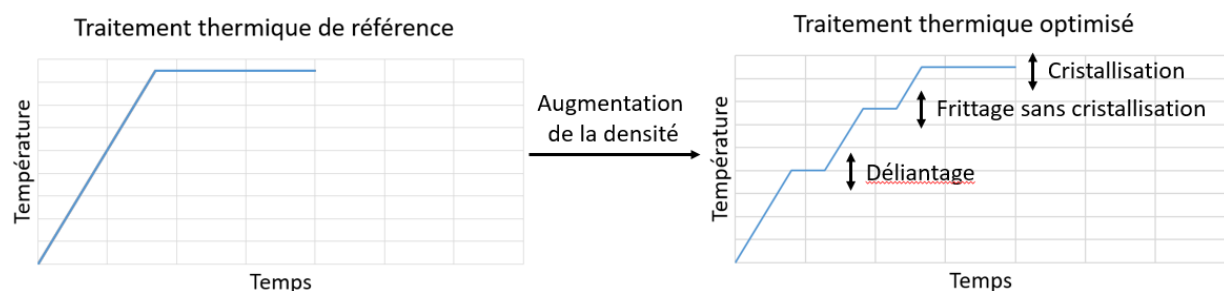 Traitement thermique de référence
Température
Temps
Augmentation
de la densité
Traitement thermique optimisé
Température
Cristallisation
Frittage sans cristallisation
Déliantage
Temps